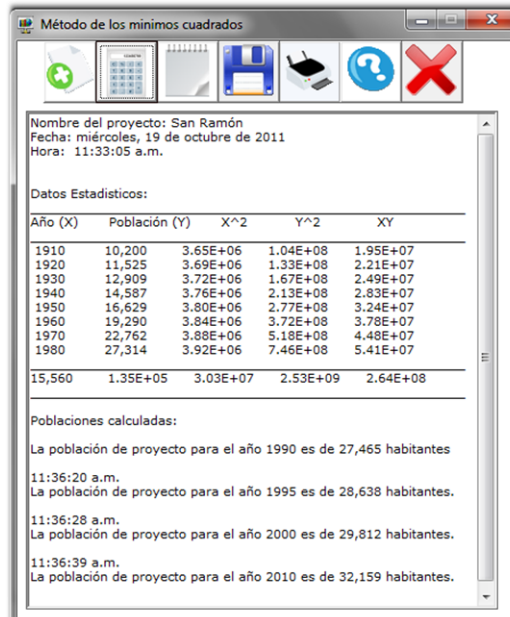 Método de los minimos cuadrados
Nombre del proyecto: San Ramón
Fecha: miércoles, 19 de octubre de 2011
Hora: 11:33:05 a.m.
Datos Estadisticos:
Año (X) Población (Y) X^2 Y^2 XY
1910 10,200 3.65E+06 1.04E+08 1.95E+07
1920 11,525 3.69E+06 1.33E+08 2.21E+07
1930 12,909 3.72E+06 1.67E+08 2.49E+07
1940 14,587 3.76E+06 2.13E+08 2.83E+07
1950 16,629 3.80E+06 2.77E+08 3.24E+07
1960 19,290 3.84E+06 3.72E+08 3.78E+07
1970 22,762 3.88E+06 5.18E+08 4.48E+07
1980 27,314 3.92E+06 7.46E+08 5.41E+07
15,560 1.35E+05 3.03E+07 2.53E+09 2.64E+08
Poblaciones calculadas:
La población de proyecto para el año 1990 es de 27,465 habitantes
11:36:20 a.m.
La población de proyecto para el año 1995 es de 28,638 habitantes.
11:36:28 a.m.
La población de proyecto para el año 2000 es de 29,812 habitantes.
11:36:39 a.m.
La población de proyecto para el año 2010 es de 32,159 habitantes.